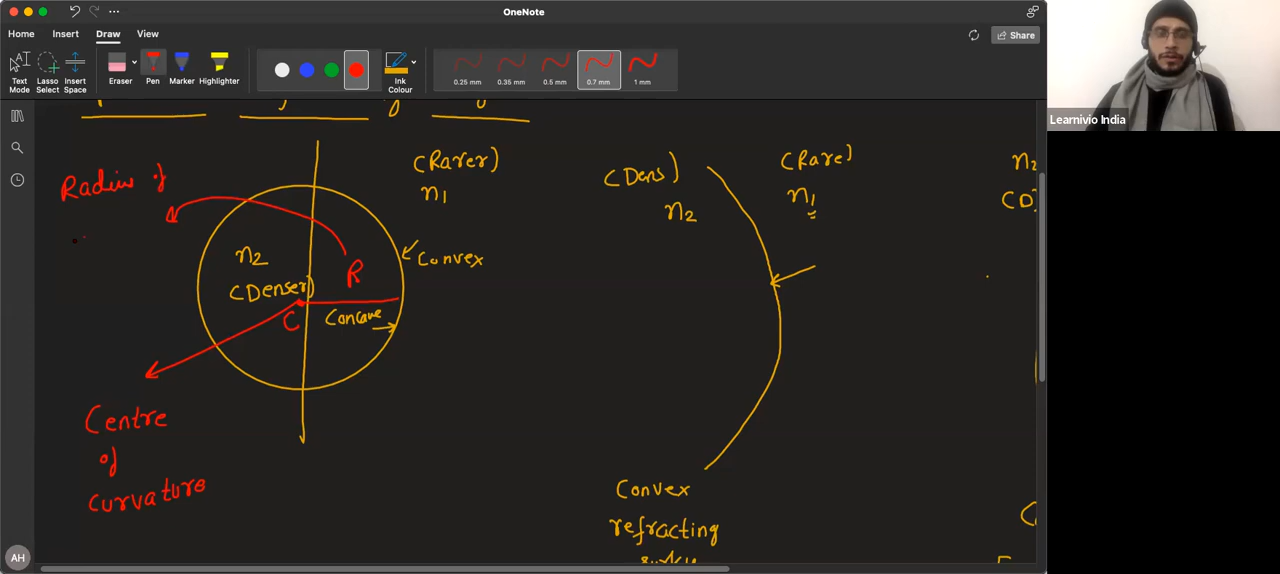 OneNote
Home Insert Draw View
Share
Text Mode
Lasso Select
Insert Space
Eraser
Pen
Marker
Highlighter
Ink Colour
0.25 mm
0.35 mm
0.5 mm
0.7 mm
1 mm
Learnivio India
Radius of
(Rarer)
n1
n2
(Denser)
R
C
Concave
Convex
Centre
of
curvature
(Dens)
n2
(Rare)
n1
Convex
refracting
n2
AH